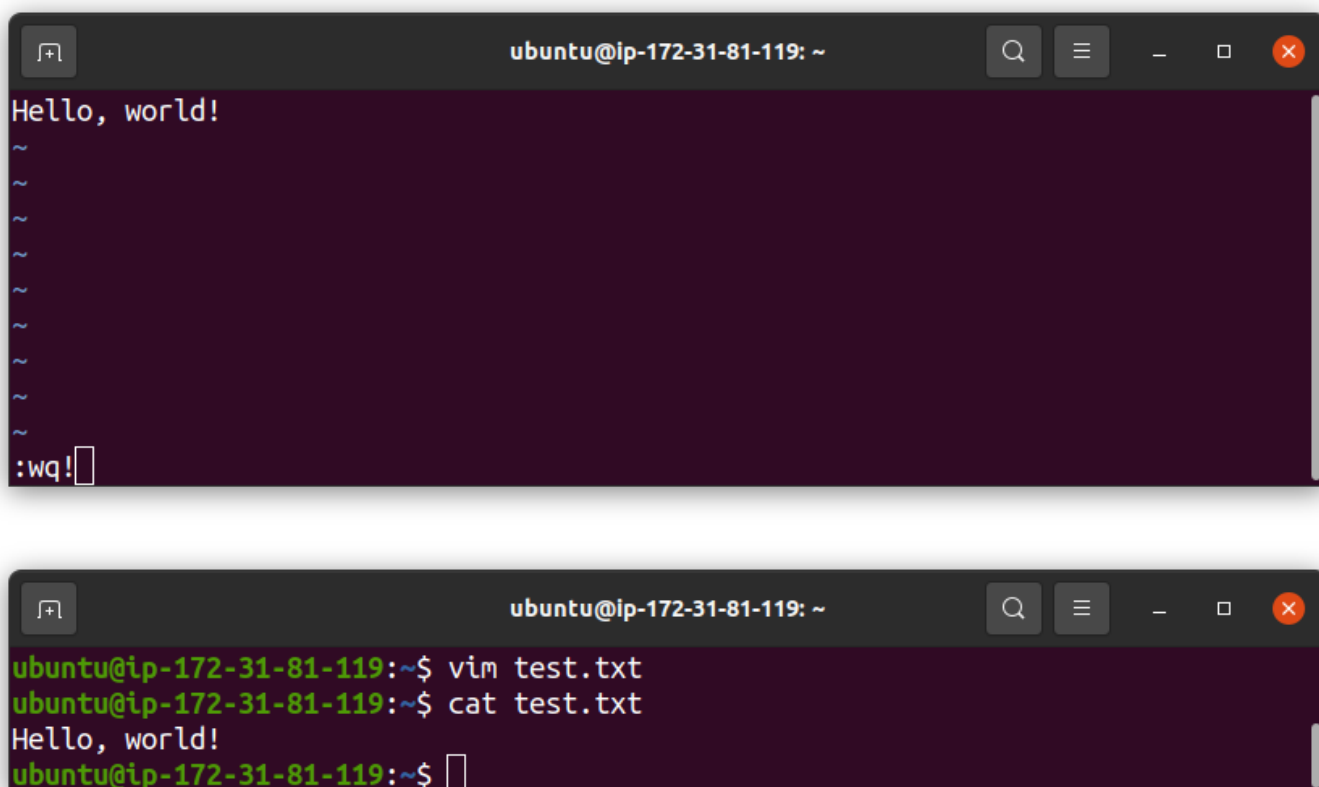 ubuntu@ip-172-31-81-119: ~
Hello, world!
~
~
~
~
~
~
~
~
~
:wq!
ubuntu@ip-172-31-81-119: ~
ubuntu@ip-172-31-81-119:~$ vim test.txt
ubuntu@ip-172-31-81-119:~$ cat test.txt
Hello, world!
ubuntu@ip-172-31-81-119:~$